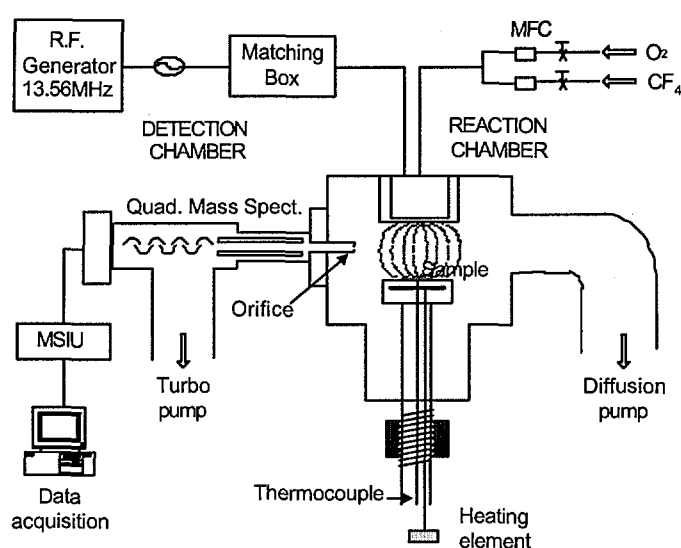 R.F.
Generator
13.56MHz
Matching
Box
MFC
O₂
CF₄
DETECTION
CHAMBER
REACTION
CHAMBER
Quad. Mass Spect.
Sample
Orifice
MSIU
Turbo
pump
Diffusion
pump
Data
acquisition
Thermocouple
Heating
element